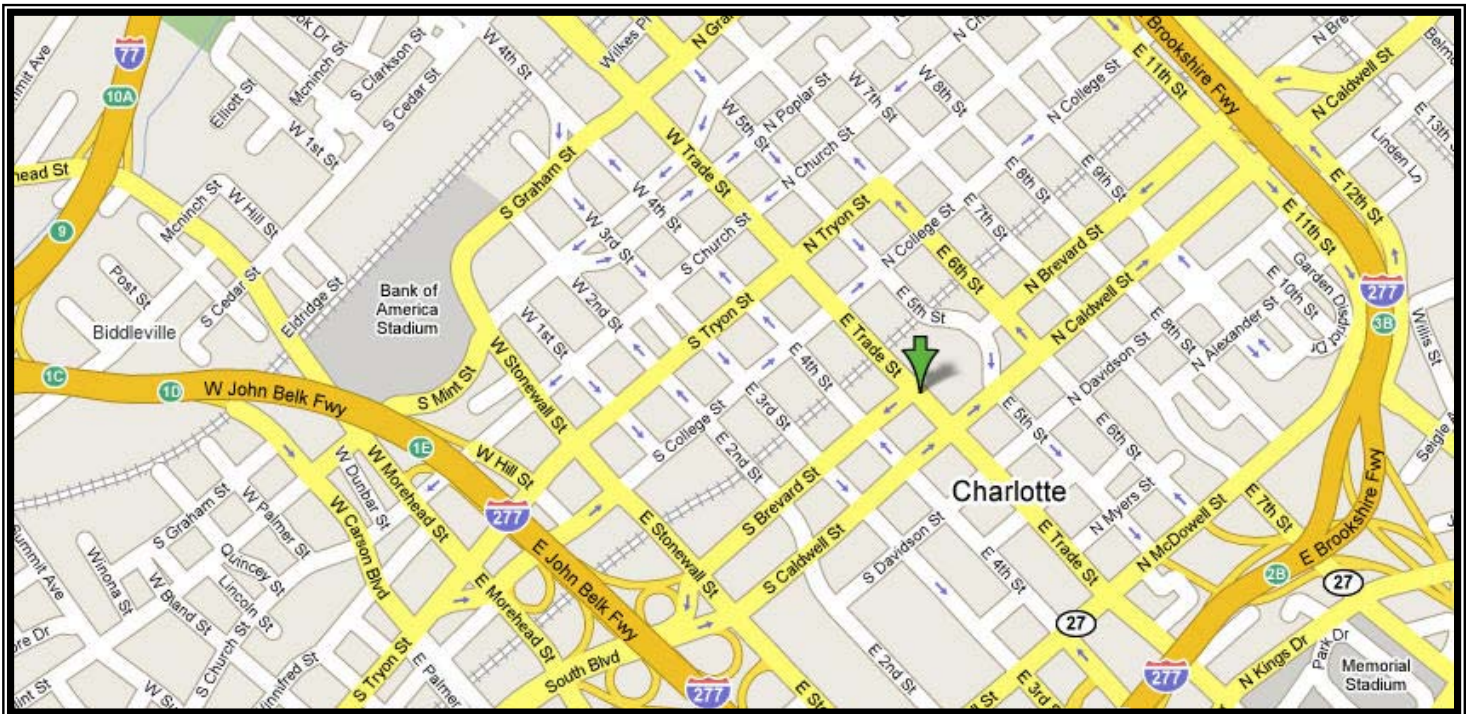 77
10A
9
1C
1D
1E
277
277
277
277
3B
2B
27
27
Elliott St
Mcninch St
S Clarkson St
S Cedar St
W 1st St
W 4th St
Wilkes Pl
W Trade St
S Graham St
W 5th St
N Poplar St
W 7th St
W 8th St
N College St
N Church St
E 11th St
E Brookshire Fwy
N Caldwell St
E 13th St
Linden Ln
E 12th St
E 9th St
E 8th St
E 7th St
E 11th St
Mcninch St
W Hill St
Post St
S Cedar St
Eldridge St
Biddleville
Bank of
America
Stadium
W 4th St
W 3rd St
W 2nd St
W 1st St
S Church St
N Tryon St
N College St
E 6th St
N Brevard St
E 5th St
N Caldwell St
Garden District Dr
E 10th St
N Alexander St
E 8th St
Willis St
S Tryon St
E Trade St
E 4th St
W Stonewall St
W John Belk Fwy
S Mint St
W Hill St
S College St
E 3rd St
E 2nd St
N Davidson St
E 5th St
E 6th St
W Morehead St
W Dunbar St
W Carson Blvd
S Graham St
W Palmer St
Quincey St
Lincoln St
Winona St
W Bland St
S Church St
Summit Ave
S Tryon St
E Morehead St
E John Belk Fwy
E Stonewall St
South Blvd
S Brevard St
S Caldwell St
Charlotte
S Davidson St
E 4th St
E 2nd St
N Myers St
E Trade St
N McDowell St
E 7th St
E Brookshire Fwy
N Kings Dr
Park Dr
Memorial
Stadium